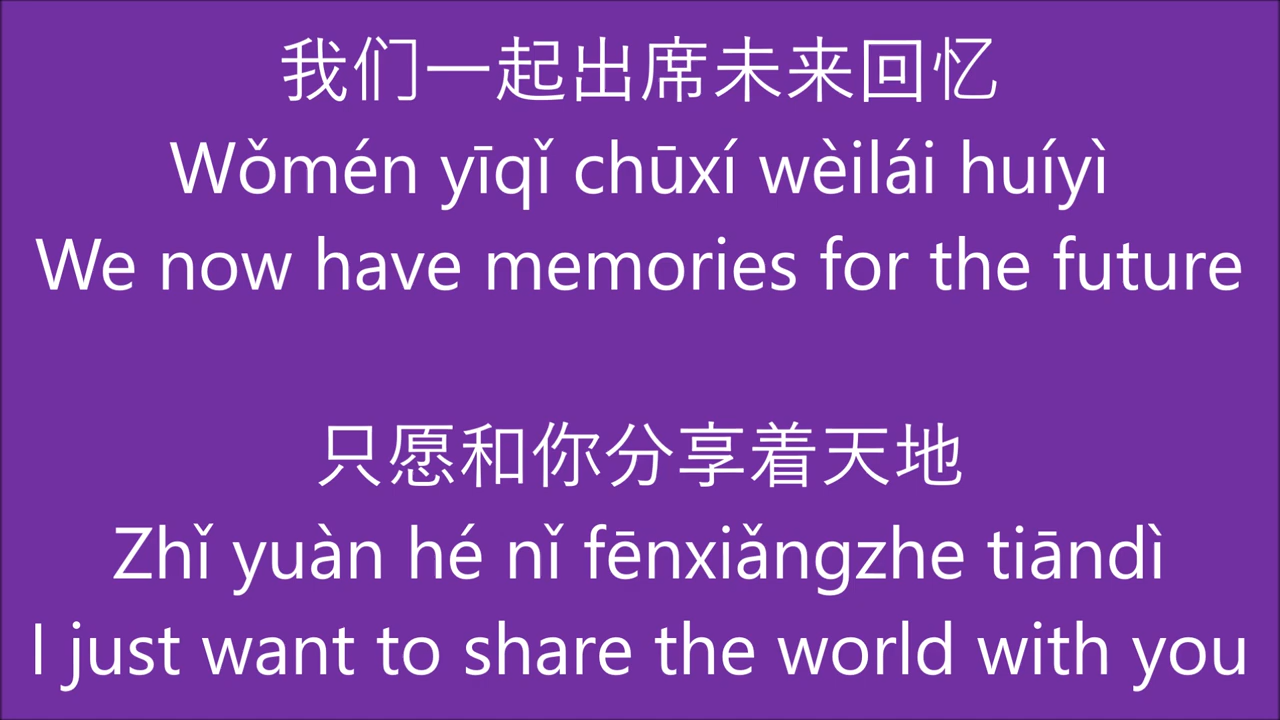 我们一起出席未来回忆
Wǒmén yīqǐ chūxí wèilái huíyì
We now have memories for the future
只愿和你分享着天地
Zhǐ yuàn hé nǐ fēnxiǎngzhe tiāndì
I just want to share the world with you